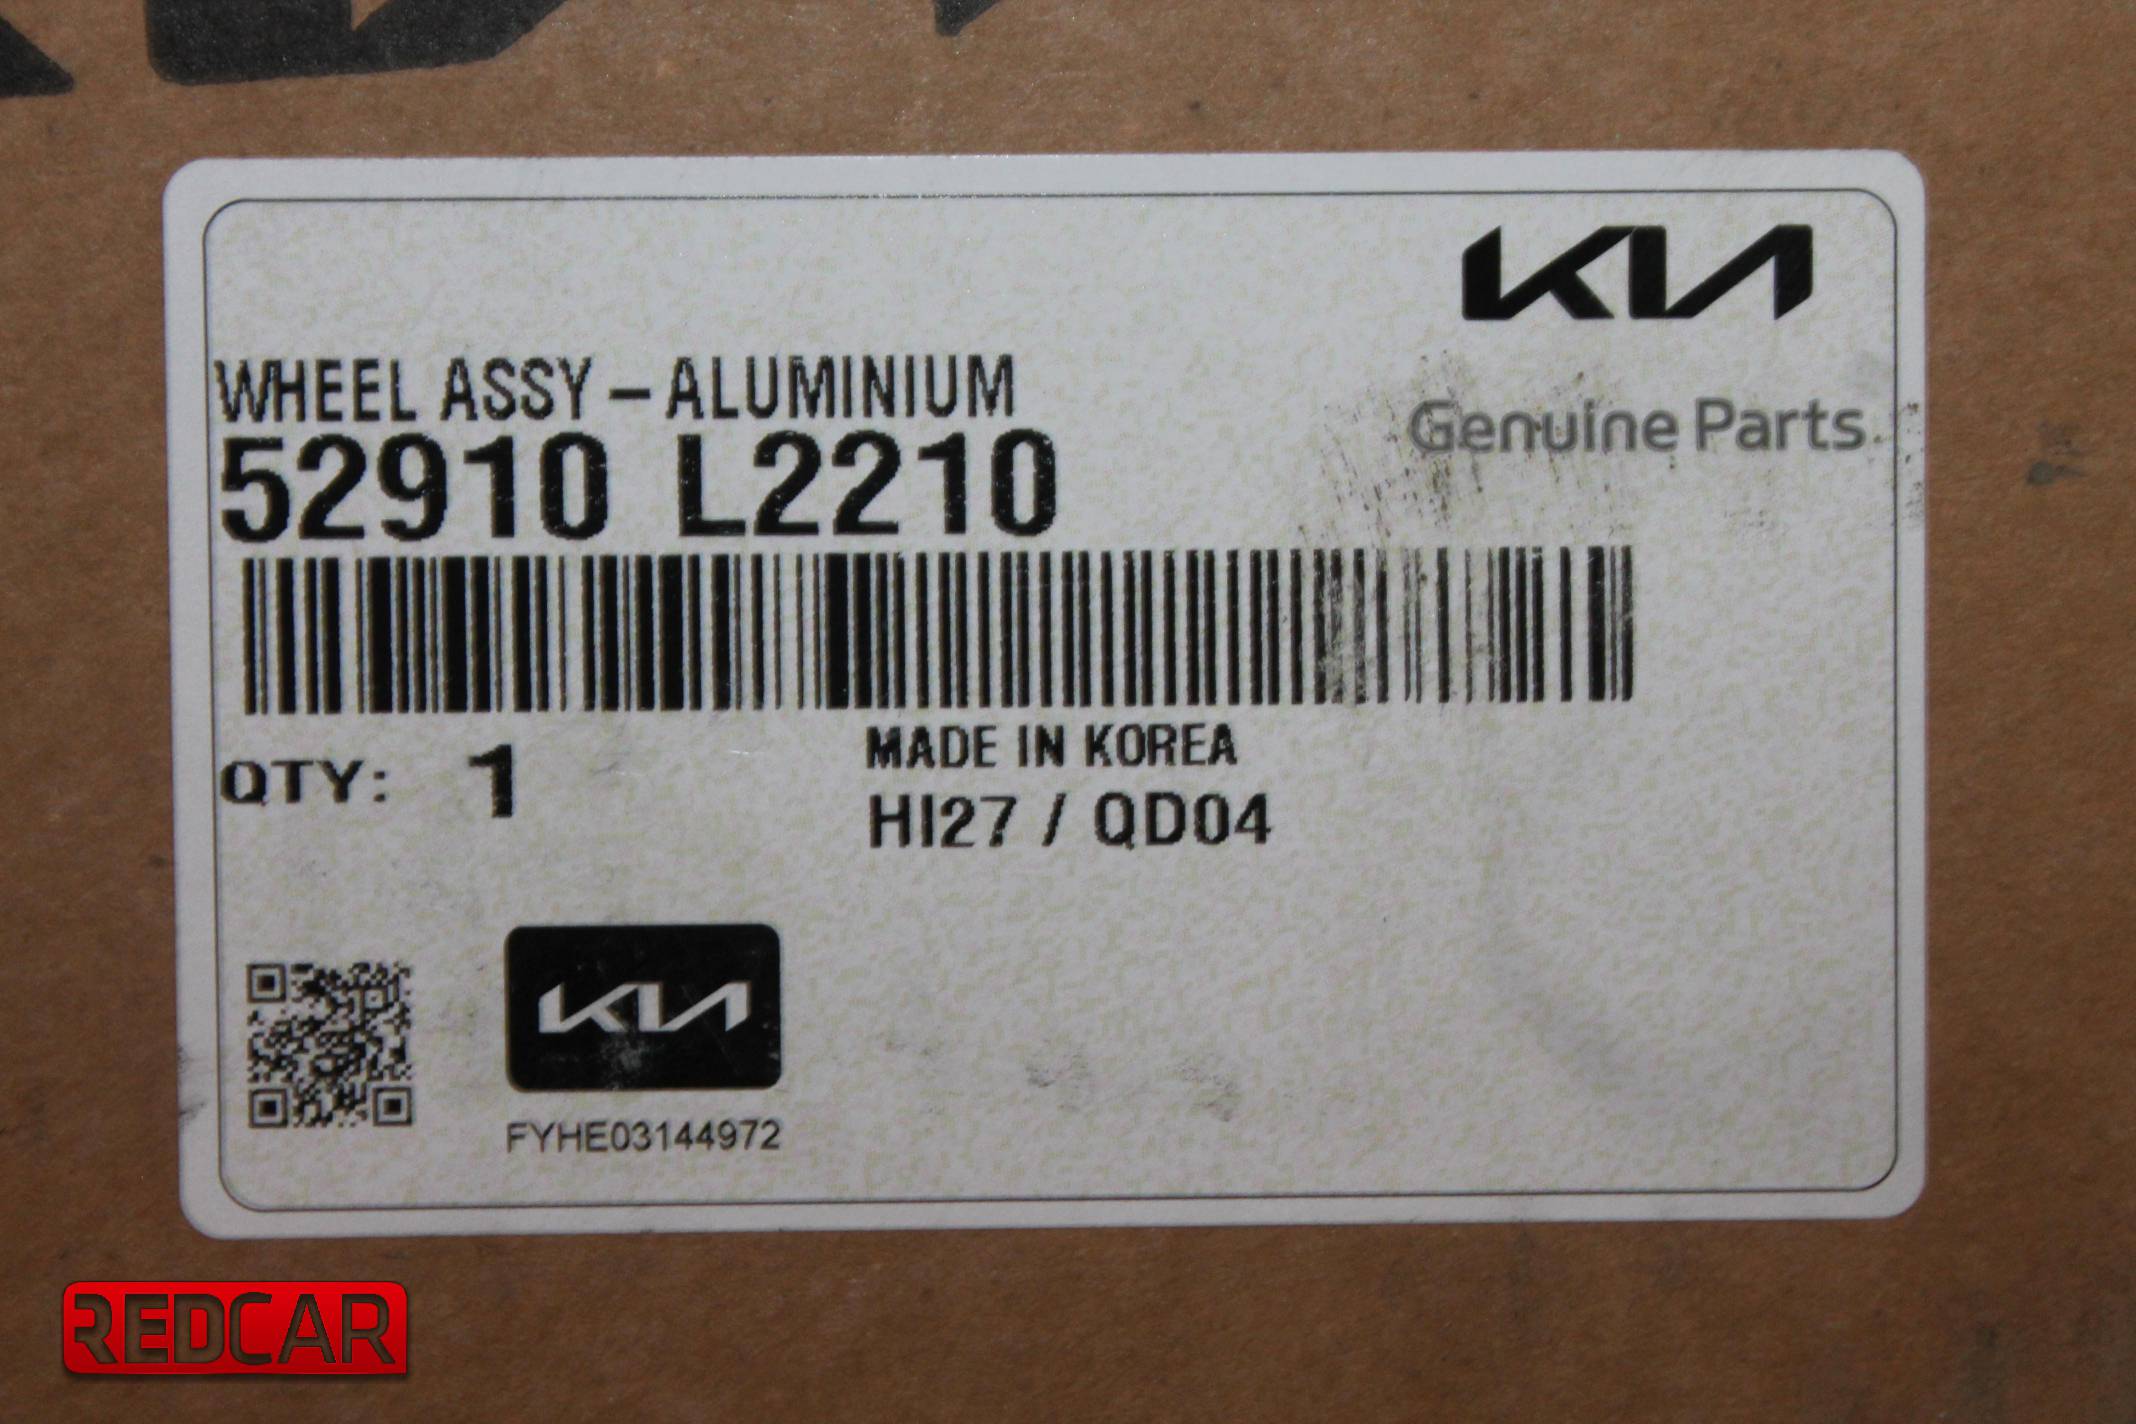 KIA
WHEEL ASSY – ALUMINIUM
Genuine Parts
52910 L2210
MADE IN KOREA
QTY: 1
HI27 / QD04
KIA
FYHE03144972
REDCAR